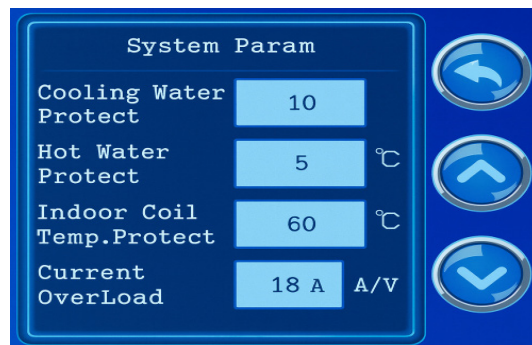 System Param
Cooling Water
Protect
10
Hot Water
Protect
5 ℃
Indoor Coil
Temp.Protect
60 ℃
Current
OverLoad
18 A A/V